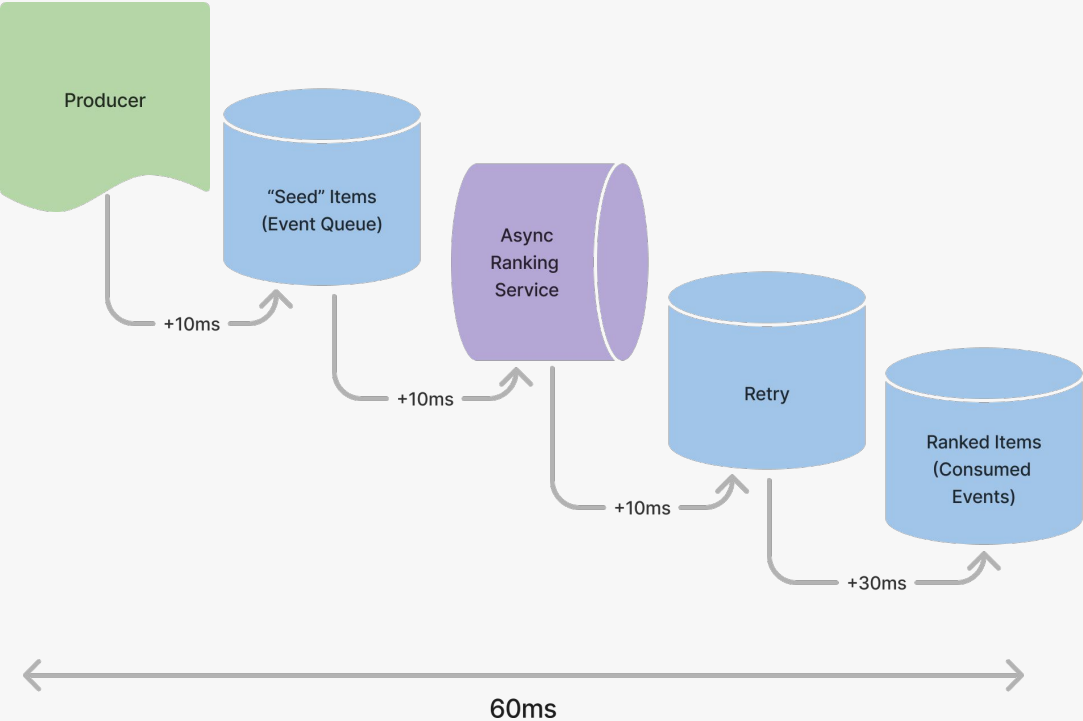 Producer
“Seed” Items
(Event Queue)
Async
Ranking
Service
+10ms
+10ms
Retry
Ranked Items
(Consumed
Events)
+10ms
+30ms
60ms